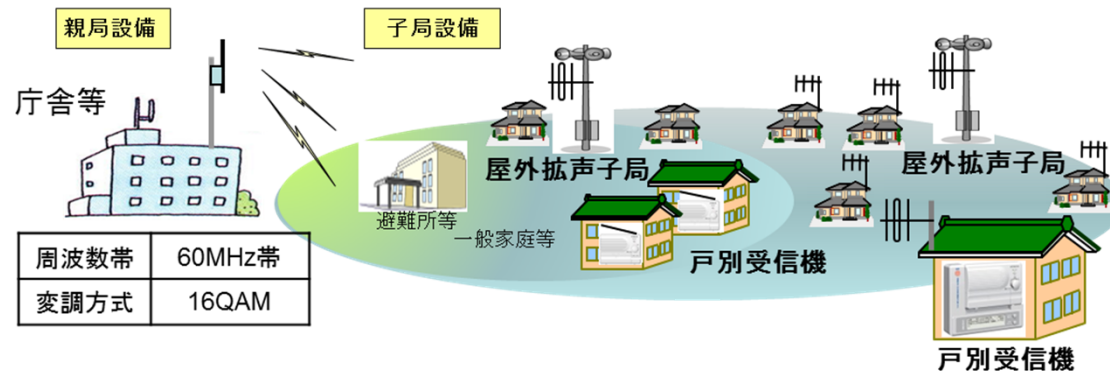 親局設備
子局設備
庁舎等
屋外拡声子局
屋外拡声子局
避難所等
一般家庭等
戸別受信機
周波数帯 60MHz帯
変調方式 16QAM
戸別受信機